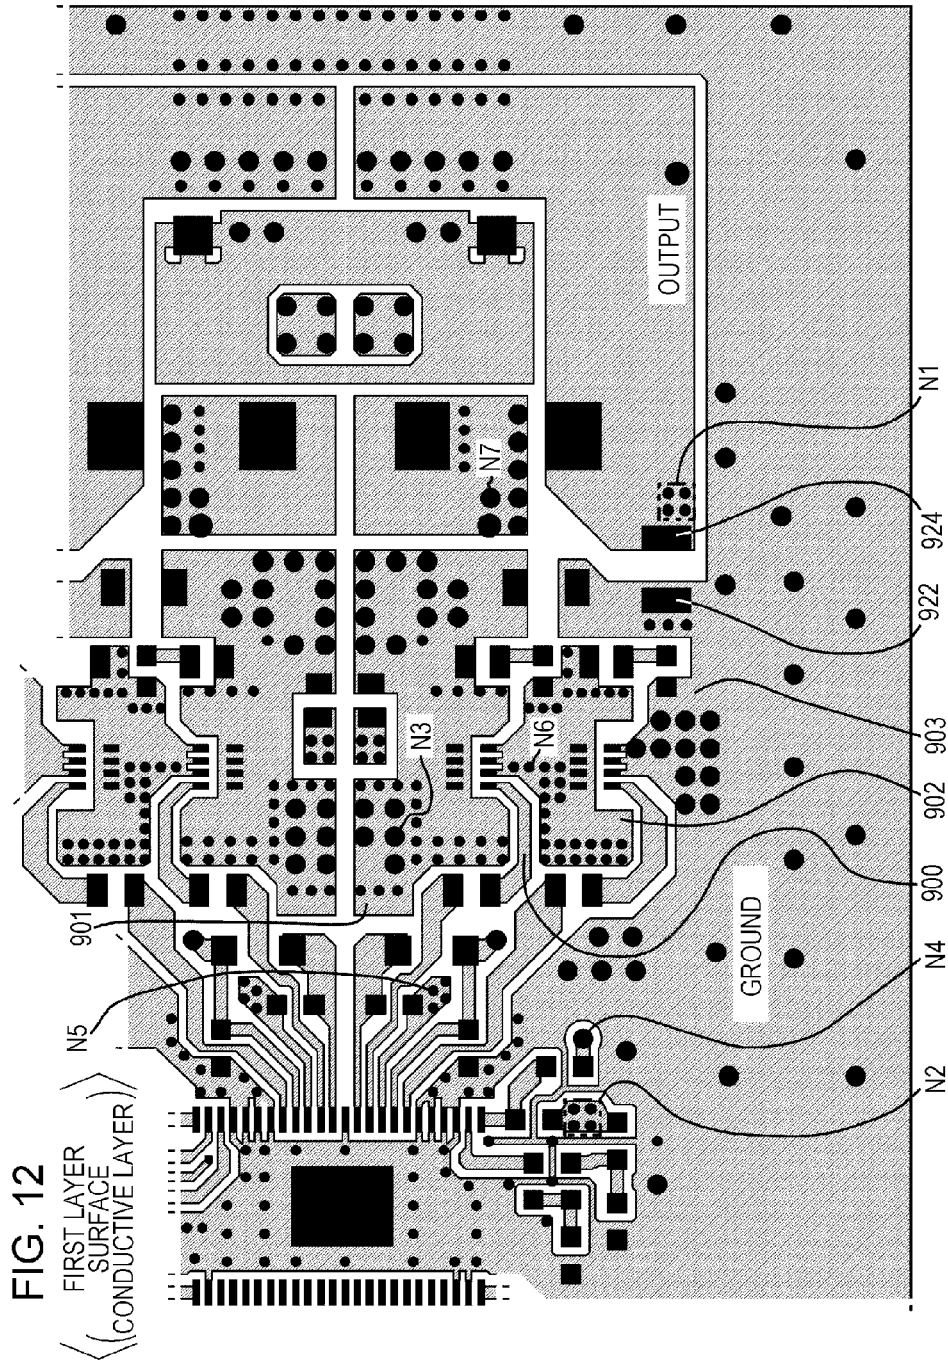 FIG. 12
FIRST LAYER
SURFACE
(CONDUCTIVE LAYER)
901
N5
N3
N6
N7
OUTPUT
GROUND
N2
N4
900
902
903
922
924
N1